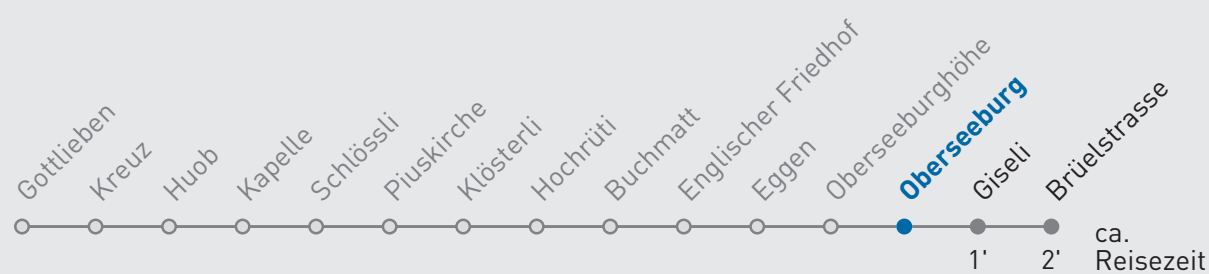 Gottlieben
Kreuz
Huob
Kapelle
Schlössli
Piuskirche
Klösterli
Hochrüti
Buchmatt
Englischer Friedhof
Eggen
Oberseeburghöhe
Oberseeburg
Giseli
Brüelstrasse
1' 2' ca.
Reisezeit